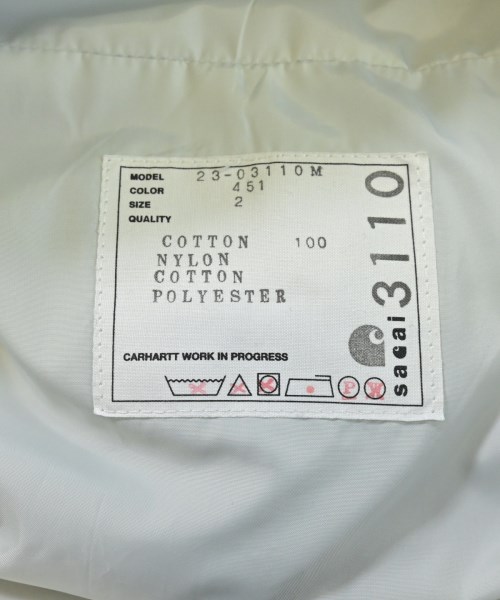 MODEL 23-03110M
COLOR 451
SIZE 2
QUALITY
COTTON 100
NYLON
COTTON
POLYESTER
CARHARTT WORK IN PROGRESS
P W
sacai 3110